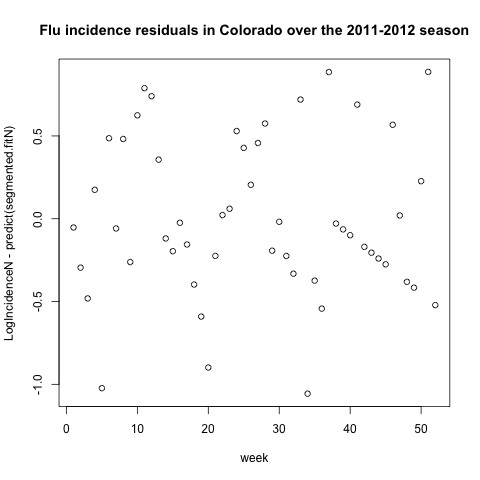 Flu incidence residuals in Colorado over the 2011-2012 season
LogIncidenceN - predict(segmented.fitN)
0.5
0.0
-0.5
-1.0
0 10 20 30 40 50
week